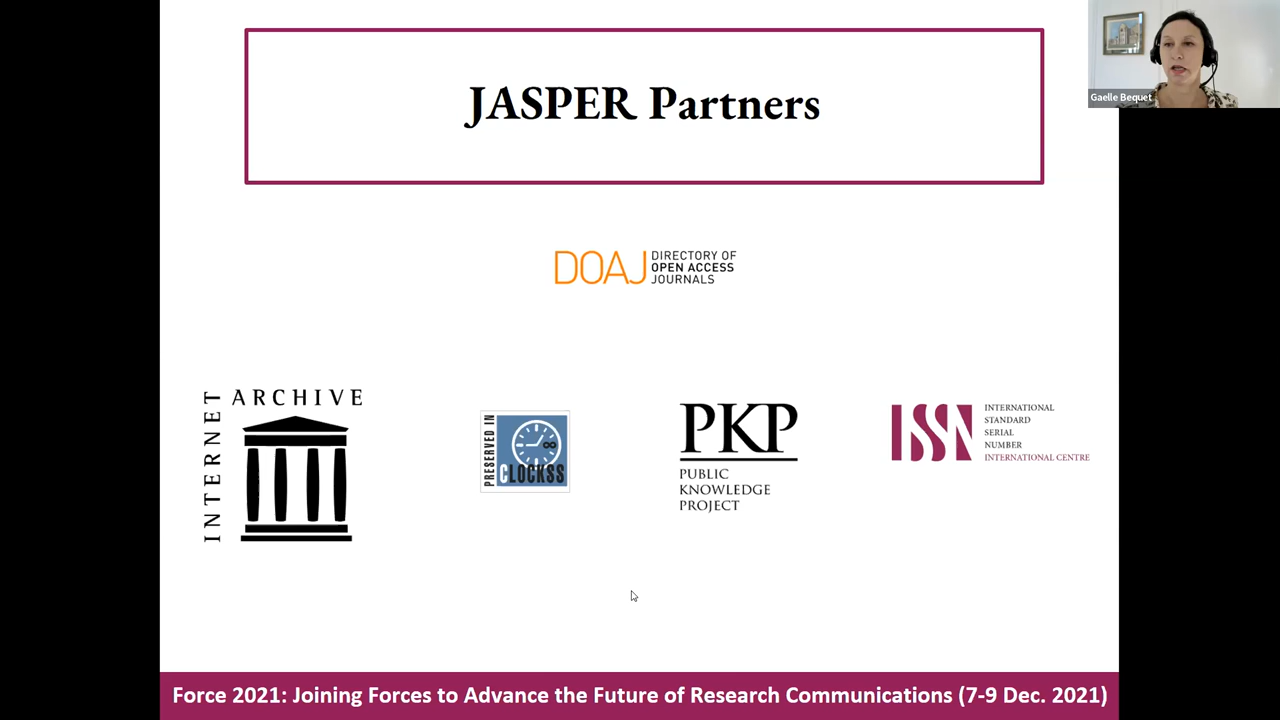 JASPER Partners
Gaelle Bequet
DOAJ
DIRECTORY OF
OPEN ACCESS
JOURNALS
INTERNET
ARCHIVE
PRESERVED IN
CLOCKSS
PKP
PUBLIC
KNOWLEDGE
PROJECT
ISSN
INTERNATIONAL
STANDARD
SERIAL
NUMBER
INTERNATIONAL CENTRE
Force 2021: Joining Forces to Advance the Future of Research Communications (7-9 Dec. 2021)